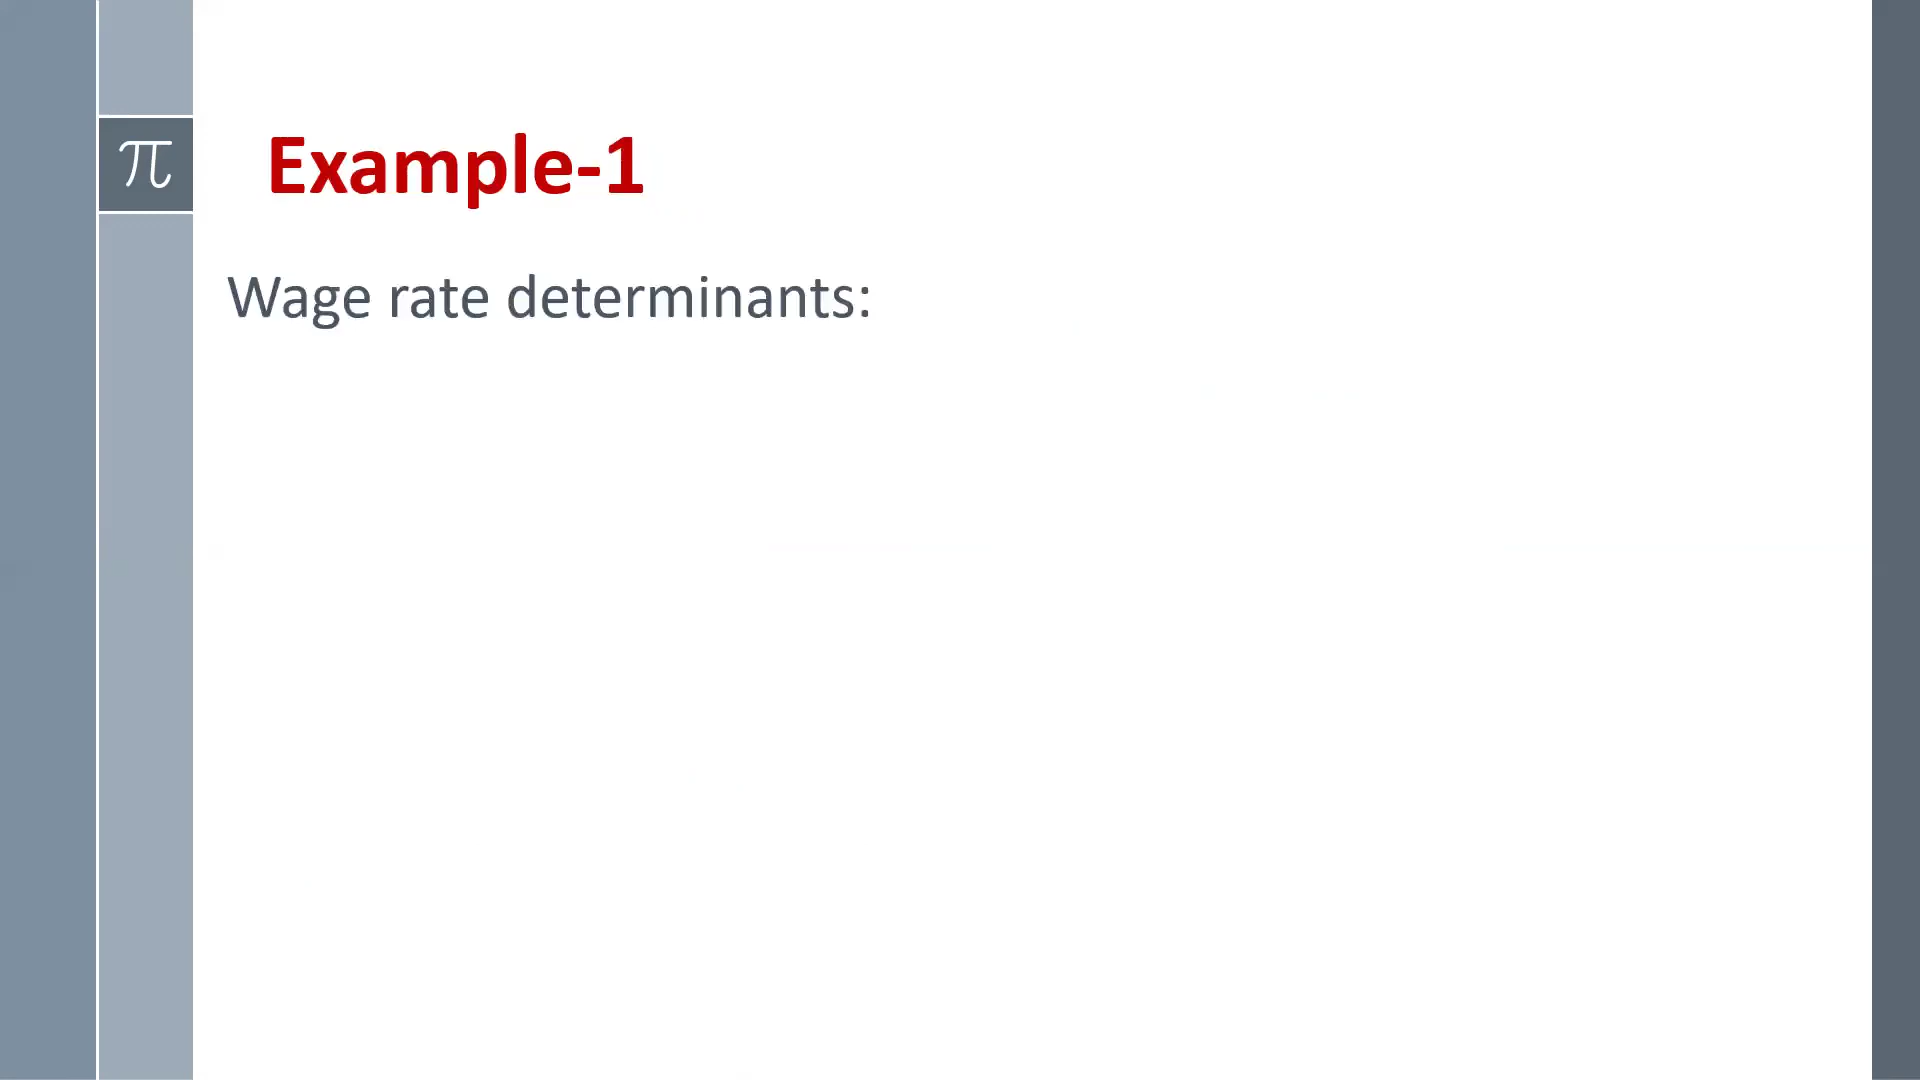 π
Example-1
Wage rate determinants: